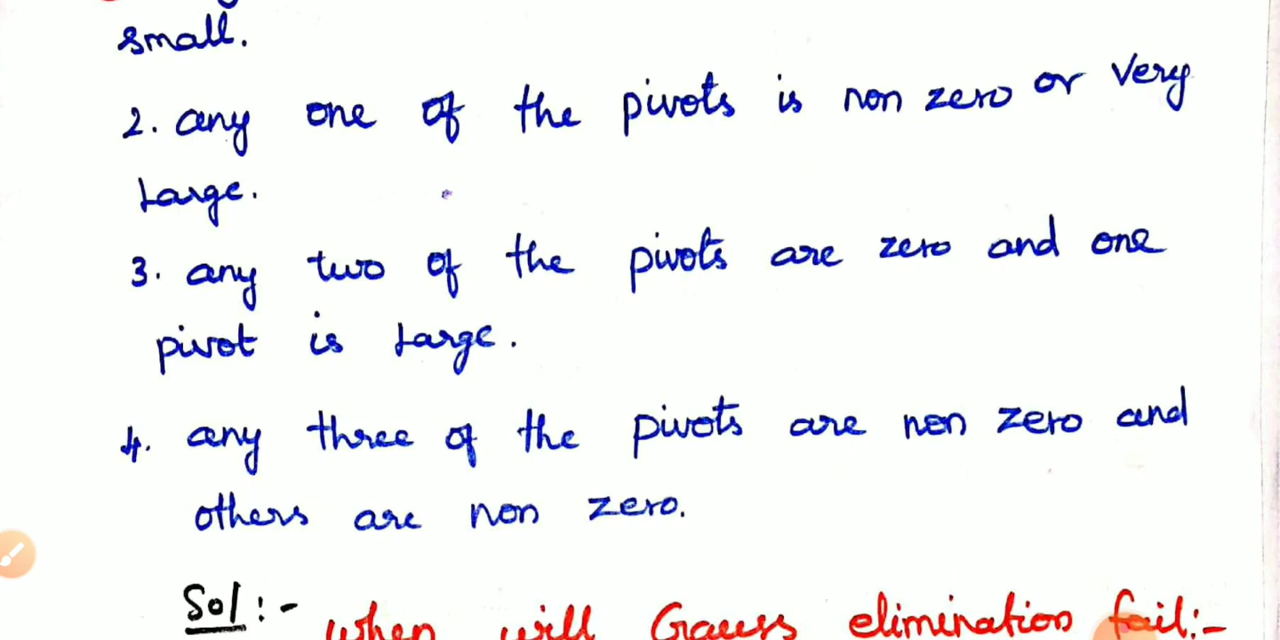 small.
2. any one of the pivots is non zero or very
Large.
3. any two of the pivots are zero and one
pivot is Large.
4. any three of the pivots are non zero and
others are non zero.
Sol:- when will Gauss elimination fail:-